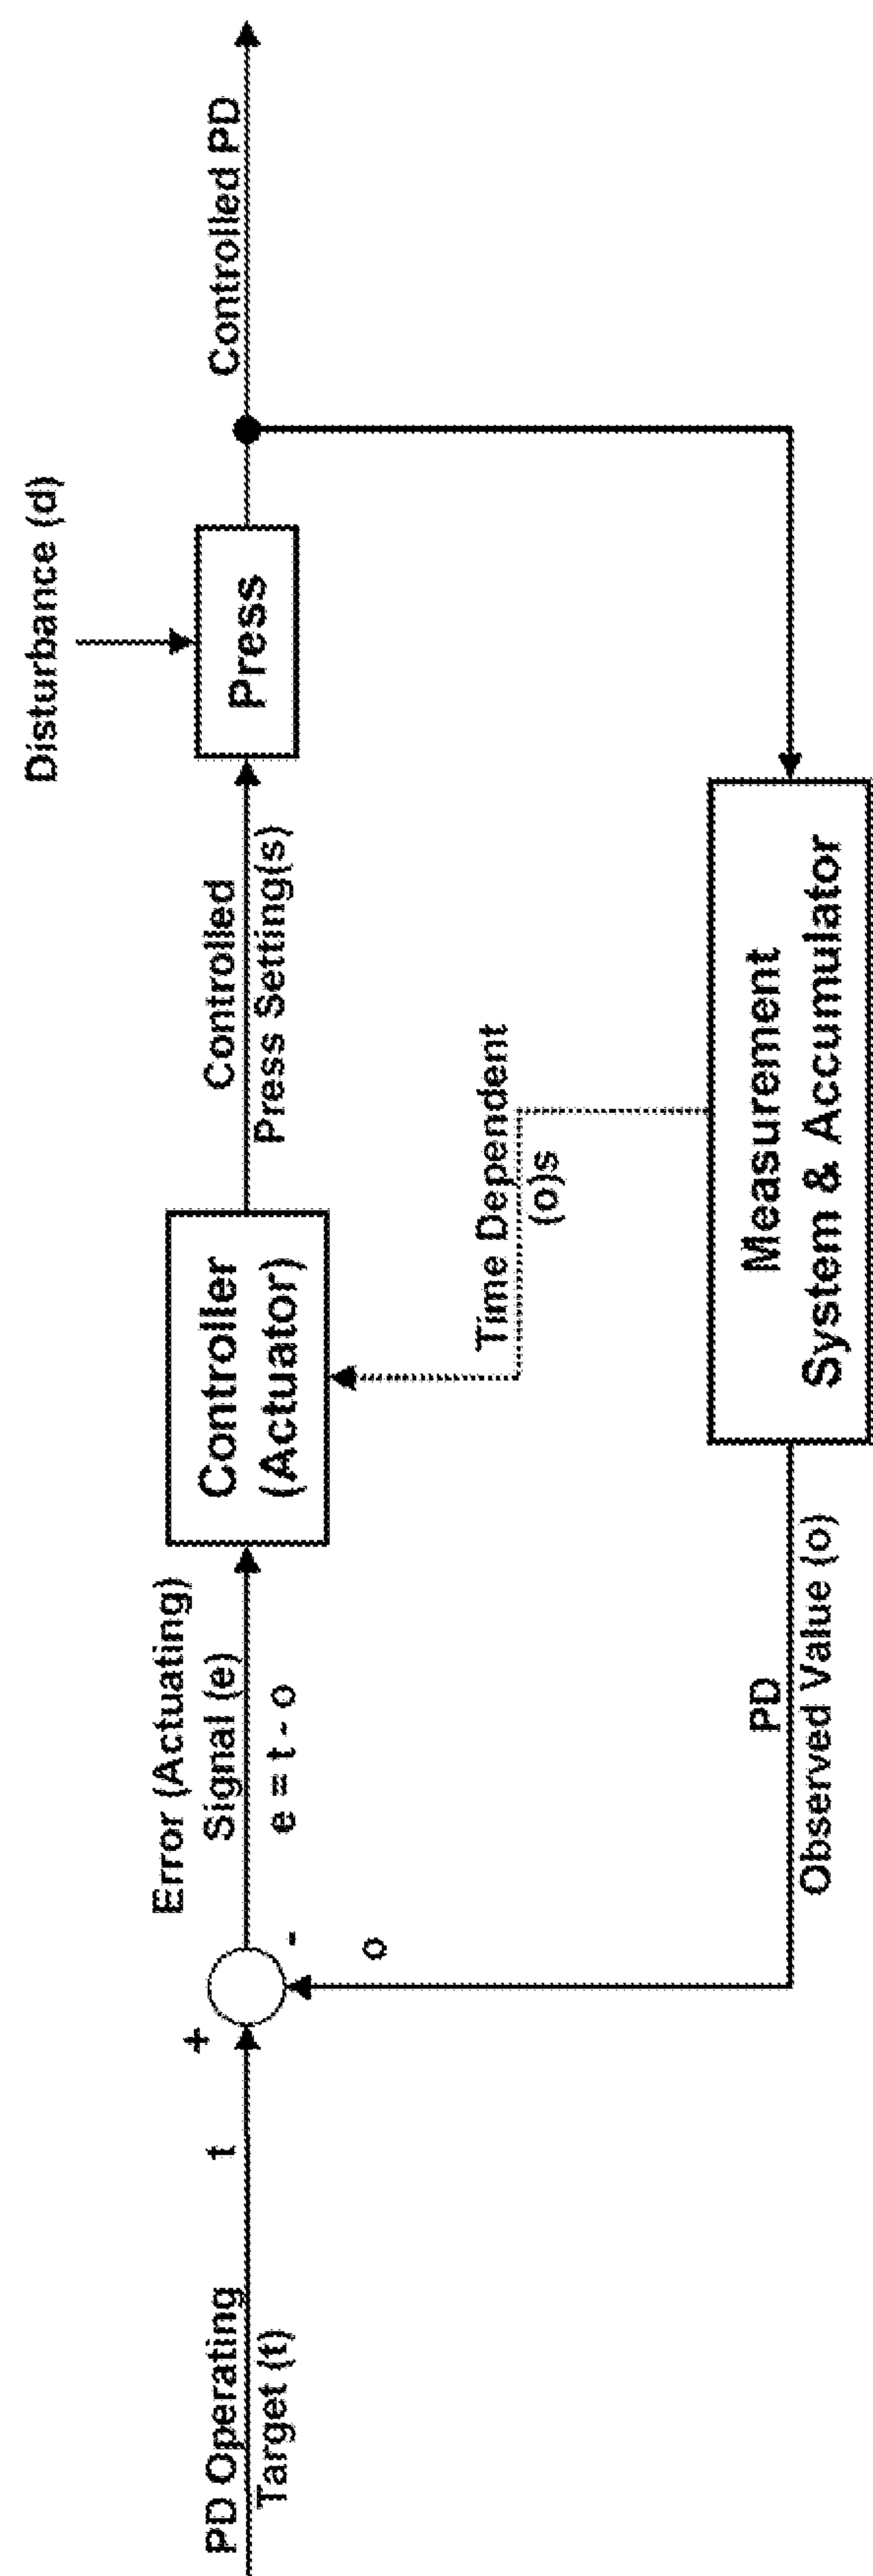 PD Operating
Target (t)
t
+
-
o
Error (Actuating)
Signal (e)
e = t - o
Controller
(Actuator)
Controlled
Press Setting(s)
Disturbance (d)
Press
Controlled PD
Time Dependent
(o)s
Measurement
System & Accumulator
PD
Observed Value (o)